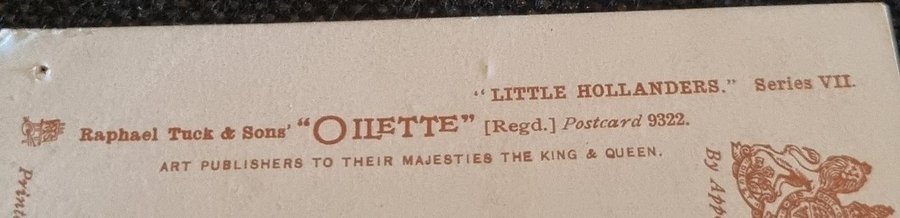 "LITTLE HOLLANDERS." Series VII.
Raphael Tuck & Sons' "OILETTE" [Regd.] Postcard 9322.
ART PUBLISHERS TO THEIR MAJESTIES THE KING & QUEEN.
By